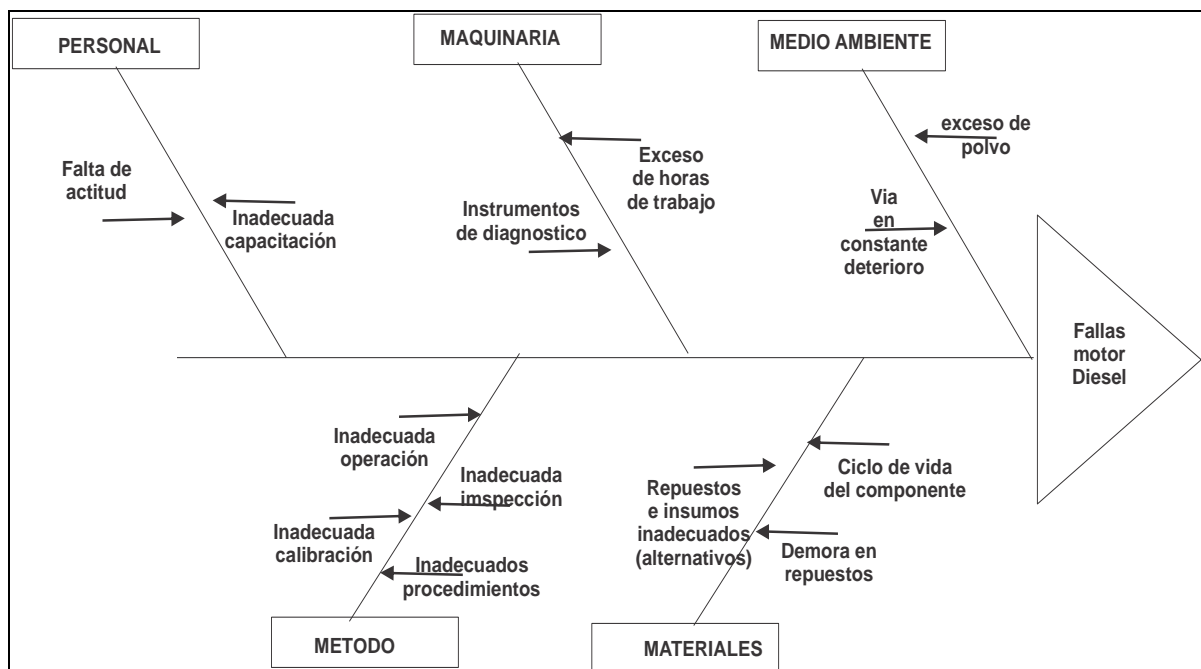 PERSONAL
MAQUINARIA
MEDIO AMBIENTE
Falta de
actitud
Inadecuada
capacitación
Exceso
de horas
de trabajo
Instrumentos
de diagnostico
exceso de
polvo
Via
en
constante
deterioro
Fallas
motor
Diesel
Inadecuada
operación
Inadecuada
imspección
Inadecuada
calibración
Inadecuados
procedimientos
Repuestos
e insumos
inadecuados
(alternativos)
Ciclo de vida
del componente
Demora en
repuestos
METODO
MATERIALES